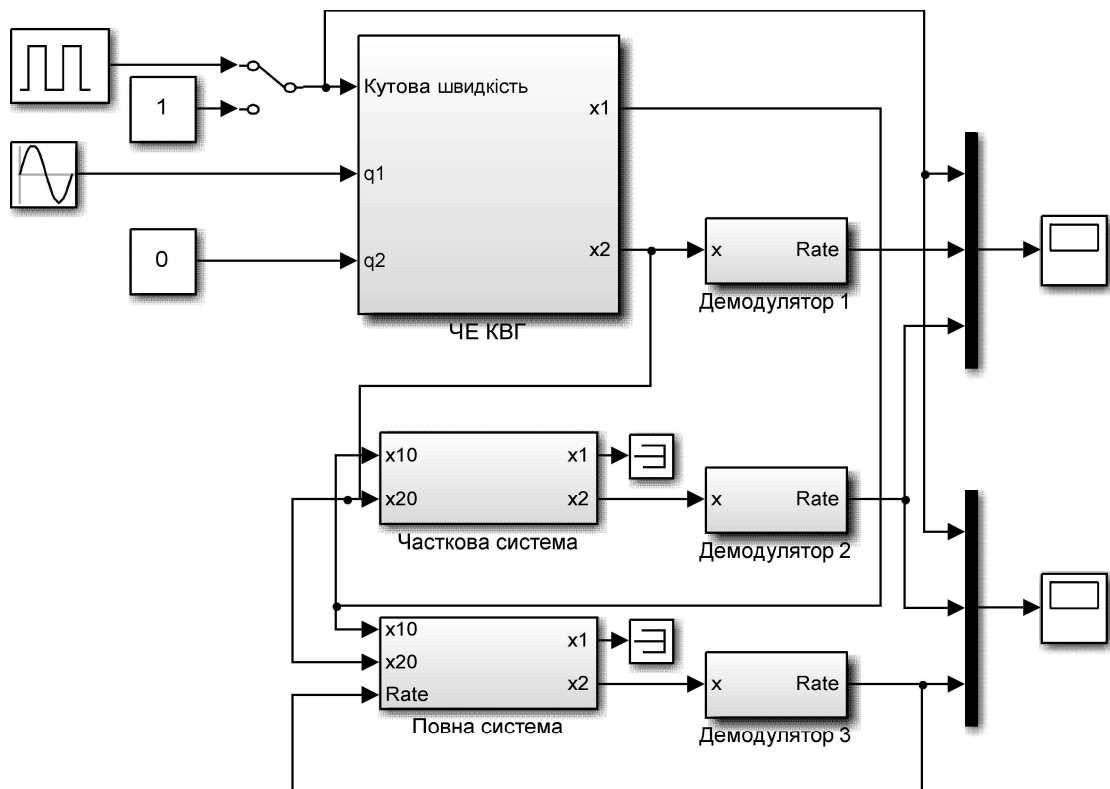 1
Кутова швидкість
x1
q1
x2
q2
0
ЧЕ КВГ
x
Rate
Демодулятор 1
x10
x1
x20
x2
Часткова система
x
Rate
Демодулятор 2
x10
x1
x20
x2
Rate
Повна система
x
Rate
Демодулятор 3